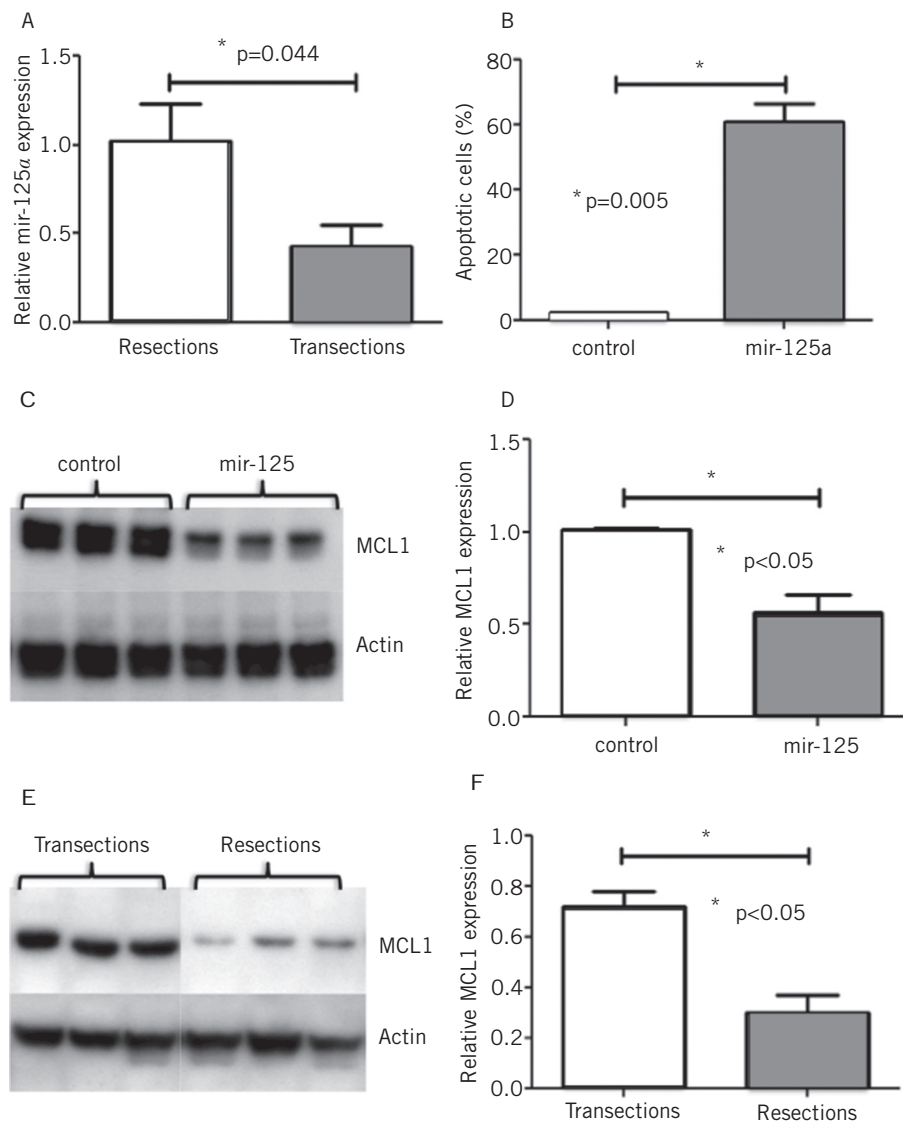 A
* p=0.044
Relative mir-125α expression
1.5
1.0
0.5
0.0
Resections Transections
B
*
Apoptotic cells (%)
80
60
40
20
0
* p=0.005
control mir-125a
C
control mir-125
MCL1
Actin
D
*
Relative MCL1 expression
1.5
1.0
0.5
0.0
* p<0.05
control mir-125
E
Transections Resections
MCL1
Actin
F
*
Relative MCL1 expression
1.0
0.8
0.6
0.4
0.2
0.0
* p<0.05
Transections Resections